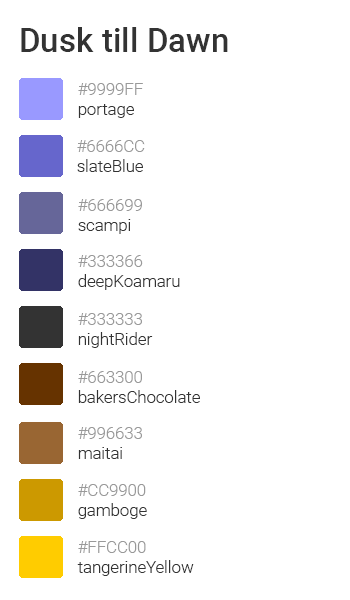 Dusk till Dawn
#9999FF
portage
#6666CC
slateBlue
#666699
scampi
#333366
deepKoamaru
#333333
nightRider
#663300
bakersChocolate
#996633
maitai
#CC9900
gamboge
#FFCC00
tangerineYellow